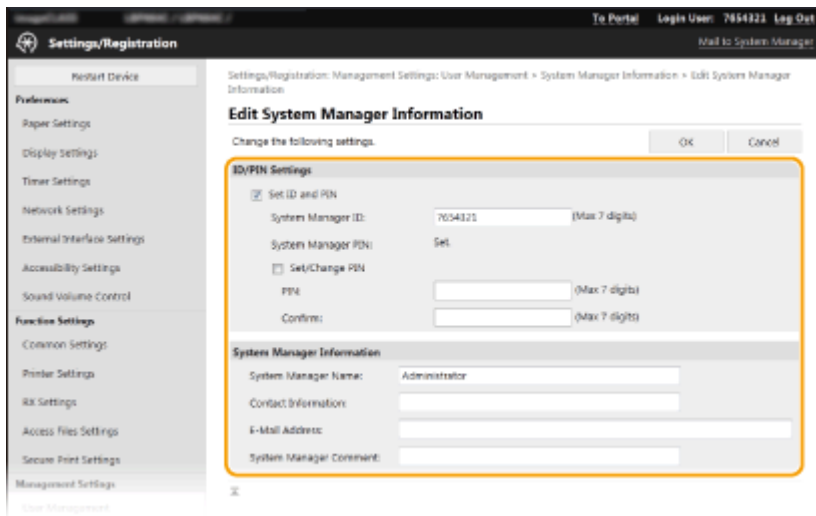 To Portal Login User: 7654321 Log Out
Settings/Registration
Mail to System Manager
Restart Device
Preferences
Paper Settings
Display Settings
Timer Settings
Network Settings
External Interface Settings
Accessibility Settings
Sound Volume Control
Function Settings
Common Settings
Printer Settings
RX Settings
Access Files Settings
Secure Print Settings
Management Settings
User Management
Settings/Registration: Management Settings: User Management > System Manager Information > Edit System Manager
Information
Edit System Manager Information
Change the following settings.
OK Cancel
ID/PIN Settings
Set ID and PIN
System Manager ID: 7654321 (Max 7 digits)
System Manager PIN: Set.
Set/Change PIN
PIN: (Max 7 digits)
Confirm: (Max 7 digits)
System Manager Information
System Manager Name: Administrator
Contact Information:
E-Mail Address:
System Manager Comment: